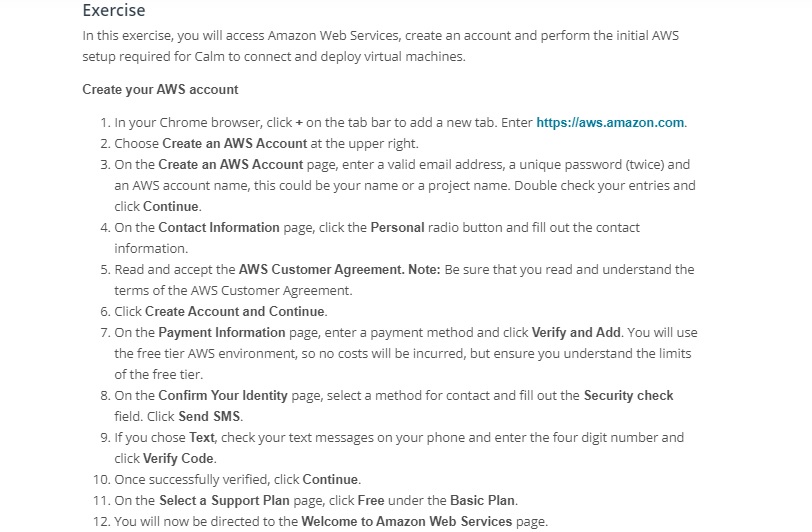 Exercise
In this exercise, you will access Amazon Web Services, create an account and perform the initial AWS
setup required for Calm to connect and deploy virtual machines.
Create your AWS account
1. In your Chrome browser, click + on the tab bar to add a new tab. Enter https://aws.amazon.com.
2. Choose Create an AWS Account at the upper right.
3. On the Create an AWS Account page, enter a valid email address, a unique password (twice) and
an AWS account name, this could be your name or a project name. Double check your entries and
click Continue.
4. On the Contact Information page, click the Personal radio button and fill out the contact
information.
5. Read and accept the AWS Customer Agreement. Note: Be sure that you read and understand the
terms of the AWS Customer Agreement.
6. Click Create Account and Continue.
7. On the Payment Information page, enter a payment method and click Verify and Add. You will use
the free tier AWS environment, so no costs will be incurred, but ensure you understand the limits
of the free tier.
8. On the Confirm Your Identity page, select a method for contact and fill out the Security check
field. Click Send SMS.
9. If you chose Text, check your text messages on your phone and enter the four digit number and
click Verify Code.
10. Once successfully verified, click Continue.
11. On the Select a Support Plan page, click Free under the Basic Plan.
12. You will now be directed to the Welcome to Amazon Web Services page.